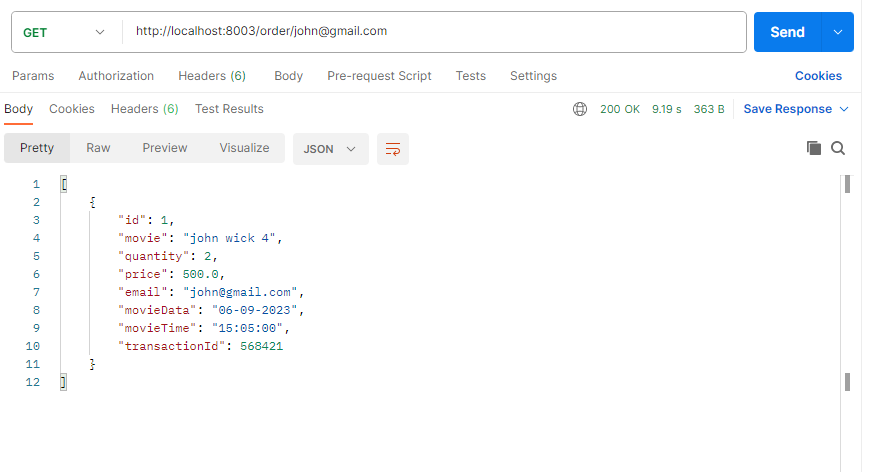 GET http://localhost:8003/order/john@gmail.com Send
Params Authorization Headers (6) Body Pre-request Script Tests Settings Cookies
Body Cookies Headers (6) Test Results 200 OK 9.19 s 363 B Save Response
Pretty Raw Preview Visualize JSON
1 [
2 {
3 "id": 1,
4 "movie": "john wick 4",
5 "quantity": 2,
6 "price": 500.0,
7 "email": "john@gmail.com",
8 "movieData": "06-09-2023",
9 "movieTime": "15:05:00",
10 "transactionId": 568421
11 }
12 ]